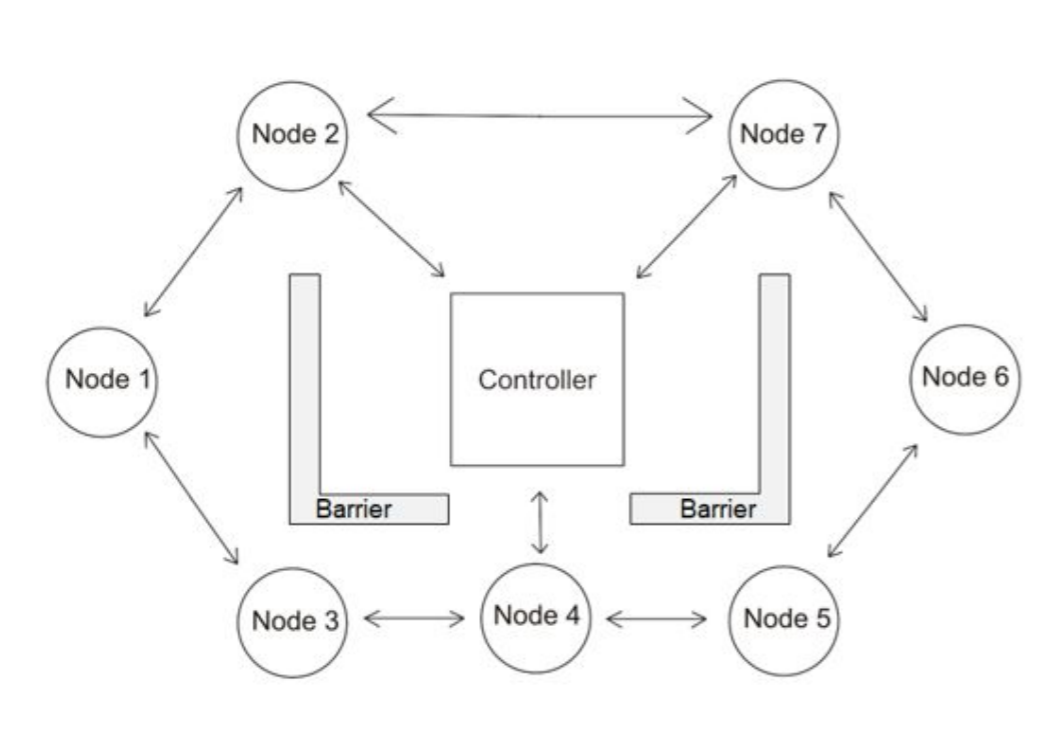 Node 2
Node 7
Node 1
Controller
Node 6
Barrier
Barrier
Node 3
Node 4
Node 5